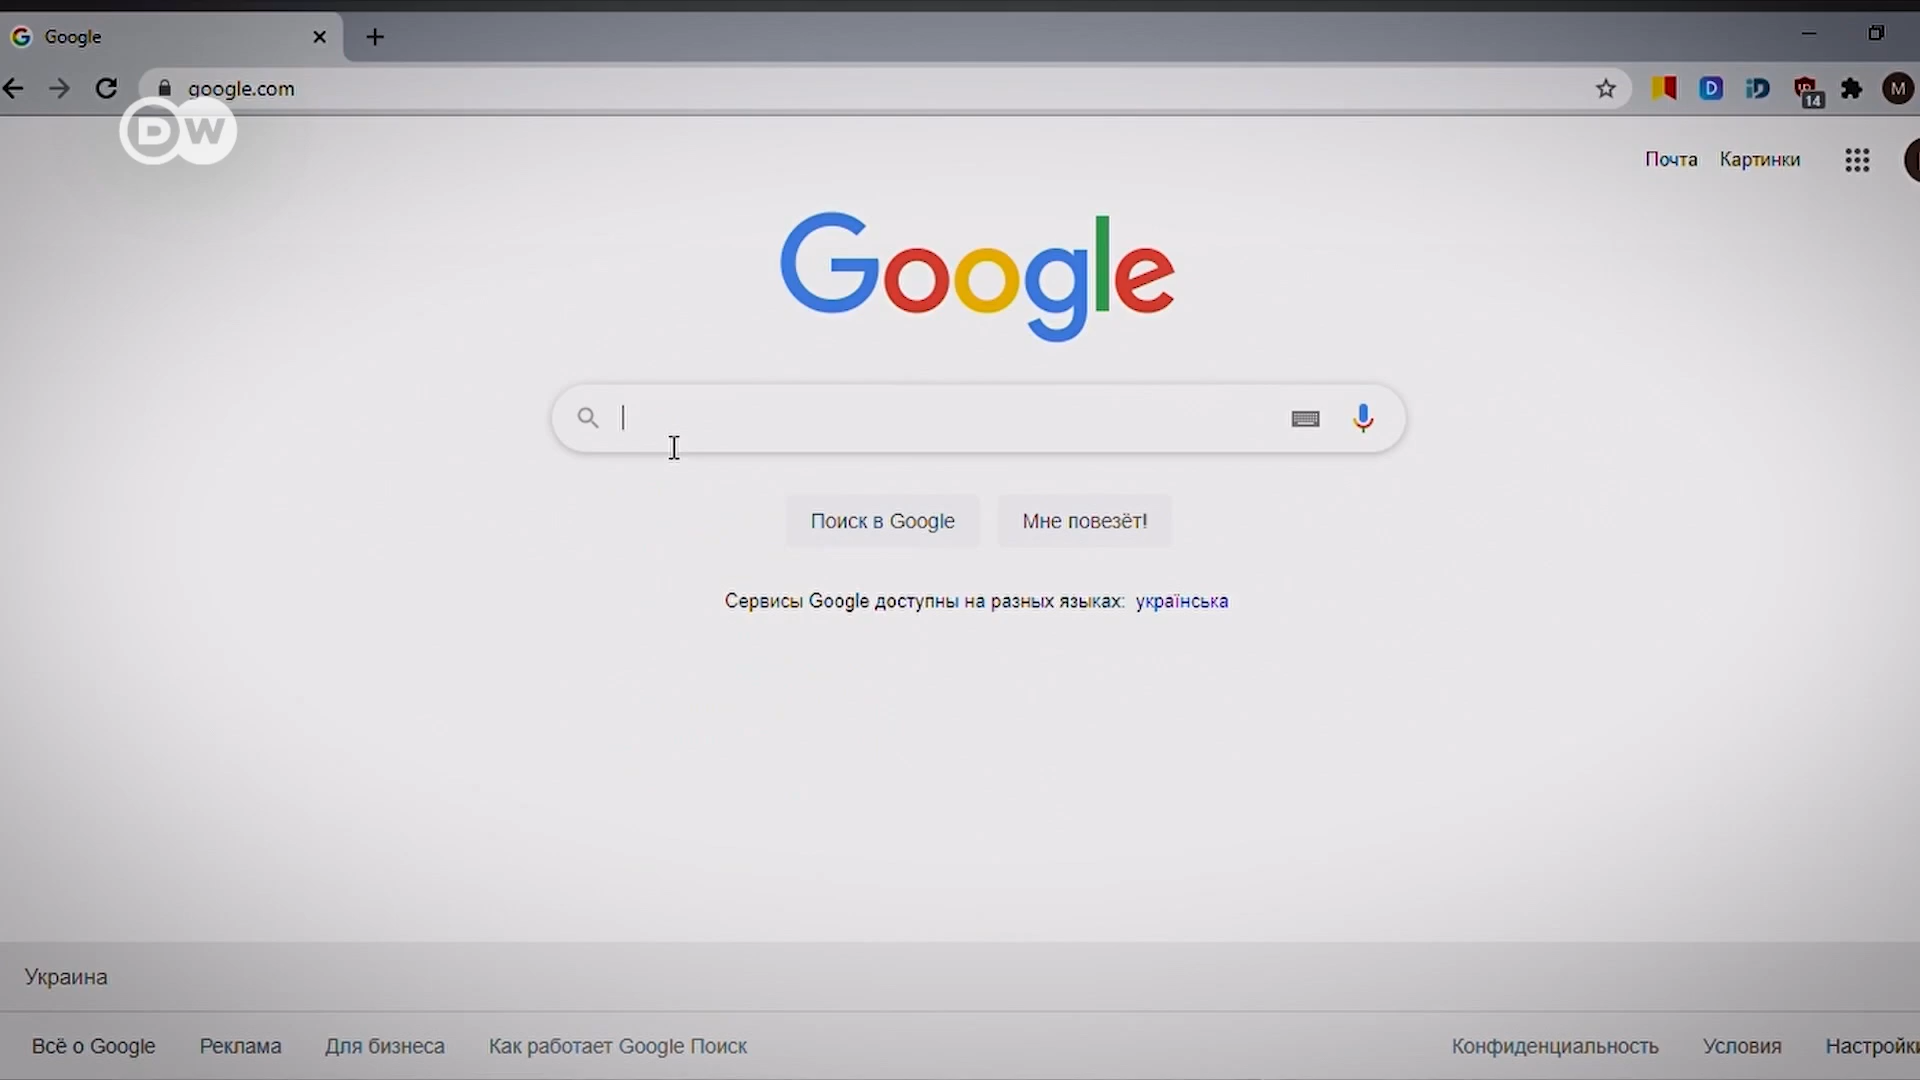 Google
google.com
DW
D
D
14
M
Почта Картинки
Google
Поиск в Google Мне повезёт!
Сервисы Google доступны на разных языках: українська
Украина
Всё о Google Реклама Для бизнеса Как работает Google Поиск Конфиденциальность Условия Настройки